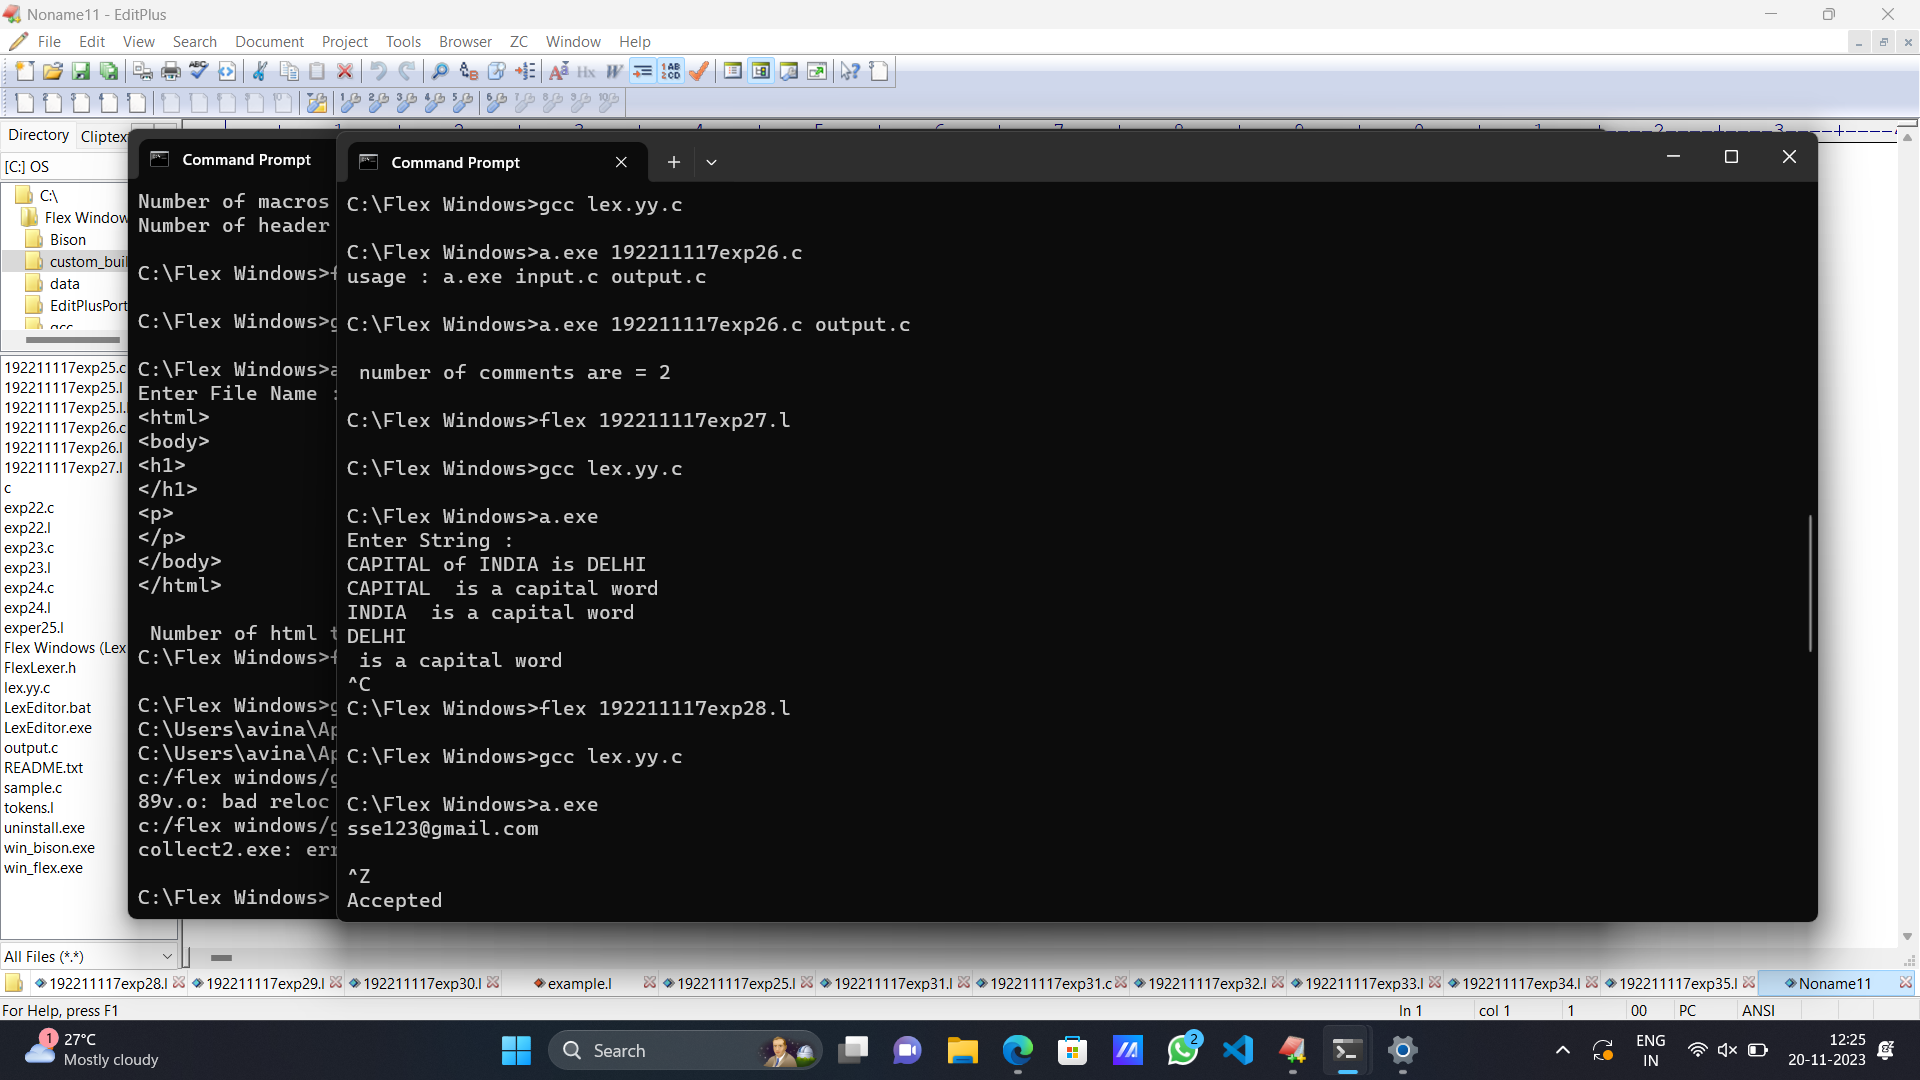 Noname11 - EditPlus
File Edit View Search Document Project Tools Browser ZC Window Help
Directory Cliptex
[C:] OS
C:\
Flex Window
Bison
custom_buil
data
EditPlusPort
gcc
192211117exp25.c
192211117exp25.l
192211117exp25.l.
192211117exp26.c
192211117exp26.l
192211117exp27.l
c
exp22.c
exp22.l
exp23.c
exp23.l
exp24.c
exp24.l
exper25.l
Flex Windows (Lex
FlexLexer.h
lex.yy.c
LexEditor.bat
LexEditor.exe
output.c
README.txt
sample.c
tokens.l
uninstall.exe
win_bison.exe
win_flex.exe
All Files (*.*)
Command Prompt
Number of macros
Number of header
C:\Flex Windows>f
C:\Flex Windows>g
C:\Flex Windows>a
Enter File Name :
<html>
<body>
<h1>
</h1>
<p>
</p>
</body>
</html>
Number of html t
C:\Flex Windows>f
C:\Flex Windows>g
C:\Users\avina\Ap
C:\Users\avina\Ap
c:/flex windows/g
89v.o: bad reloc
c:/flex windows/g
collect2.exe: err
C:\Flex Windows>
Command Prompt
C:\Flex Windows>gcc lex.yy.c
C:\Flex Windows>a.exe 192211117exp26.c
usage : a.exe input.c output.c
C:\Flex Windows>a.exe 192211117exp26.c output.c
number of comments are = 2
C:\Flex Windows>flex 192211117exp27.l
C:\Flex Windows>gcc lex.yy.c
C:\Flex Windows>a.exe
Enter String :
CAPITAL of INDIA is DELHI
CAPITAL  is a capital word
INDIA  is a capital word
DELHI
 is a capital word
^C
C:\Flex Windows>flex 192211117exp28.l
C:\Flex Windows>gcc lex.yy.c
C:\Flex Windows>a.exe
sse123@gmail.com
^Z
Accepted
192211117exp28.l 192211117exp29.l 192211117exp30.l example.l 192211117exp25.l 192211117exp31.l 192211117exp31.c 192211117exp32.l 192211117exp33.l 192211117exp34.l 192211117exp35.l Noname11
For Help, press F1 ln 1 col 1 1 00 PC ANSI
1 27°C
Mostly cloudy
Search
2
ENG
IN
12:25
20-11-2023